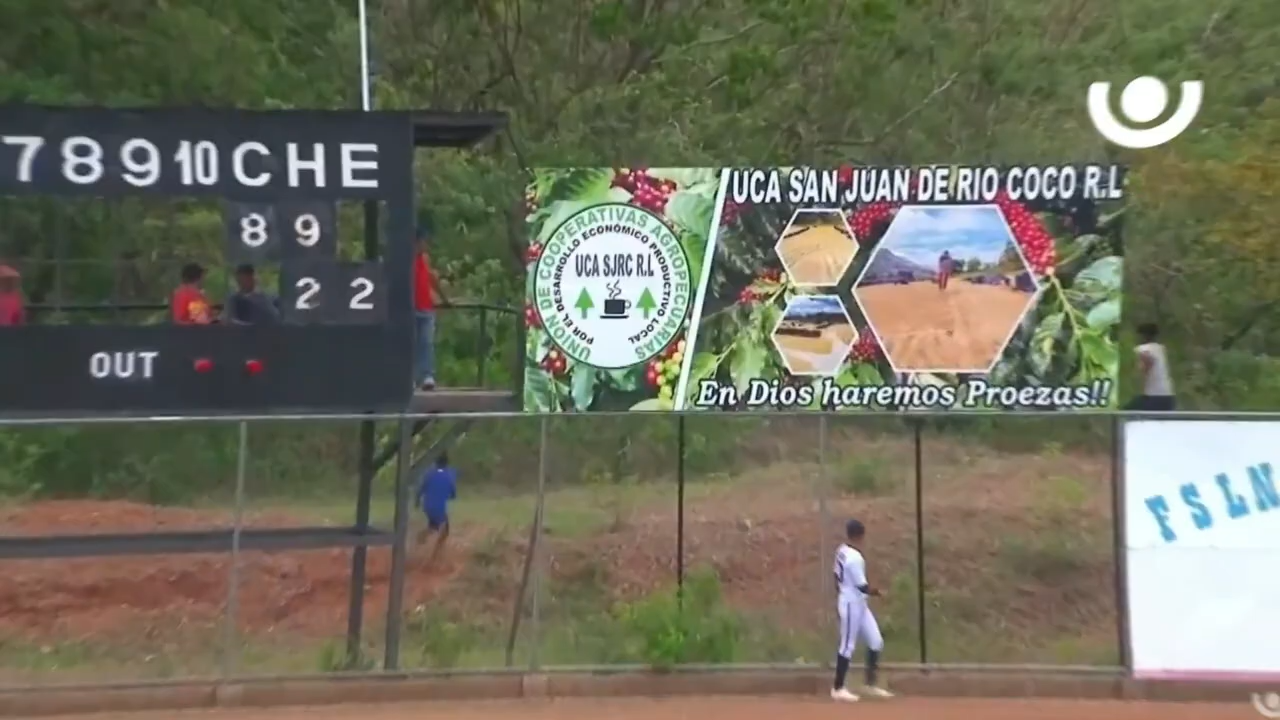 7 8 9 10 C H E
8 9
2 2
OUT
UNION DE COOPERATIVAS AGROPECUARIAS
POR EL DESARROLLO ECONÓMICO PRODUCTIVO LOCAL
UCA SJRC R.L
UCA SAN JUAN DE RIO COCO R.L
En Dios haremos Proezas!!
FSLN